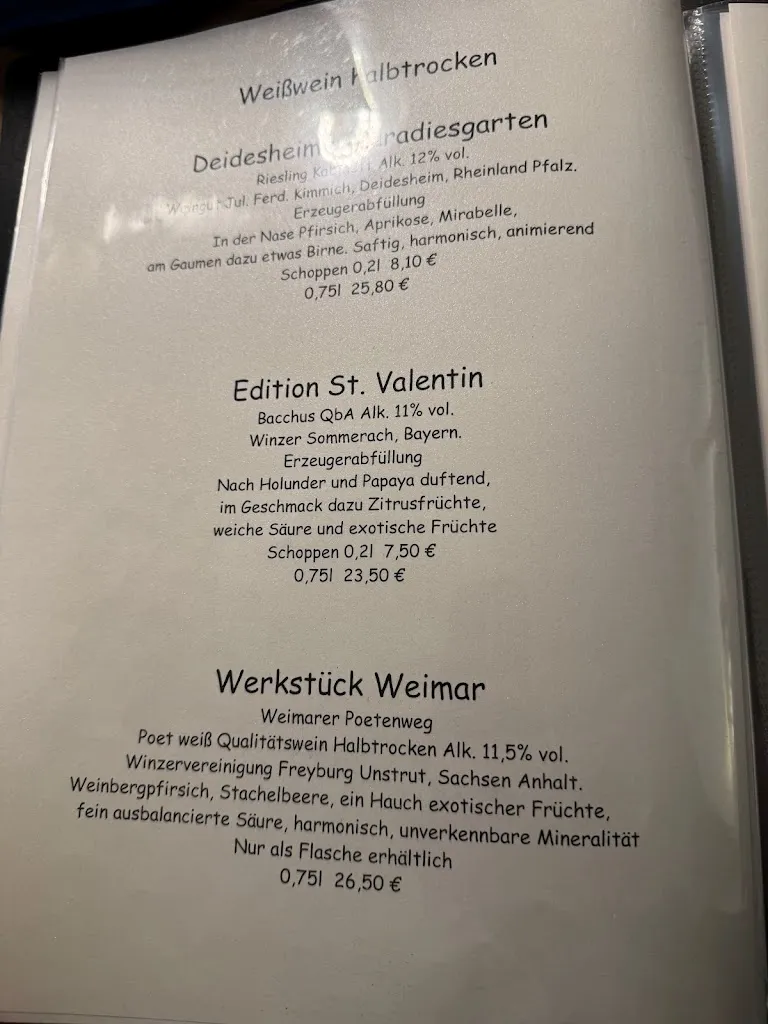 Weißwein halbtrocken
Deidesheim radiesgarten
Riesling Alk. 12% vol.
Weingut Jul. Ferd. Kimmich, Deidesheim, Rheinland Pfalz.
Erzeugerabfüllung
In der Nase Pfirsich, Aprikose, Mirabelle,
am Gaumen dazu etwas Birne. Saftig, harmonisch, animierend
Schoppen 0,2l 8,10 €
0,75l 25,80 €
Edition St. Valentin
Bacchus QbA Alk. 11% vol.
Winzer Sommerach, Bayern.
Erzeugerabfüllung
Nach Holunder und Papaya duftend,
im Geschmack dazu Zitrusfrüchte,
weiche Säure und exotische Früchte
Schoppen 0,2l 7,50 €
0,75l 23,50 €
Werkstück Weimar
Weimarer Poetenweg
Poet weiß Qualitätswein Halbtrocken Alk. 11,5% vol.
Winzervereinigung Freyburg Unstrut, Sachsen Anhalt.
Weinbergpfirsich, Stachelbeere, ein Hauch exotischer Früchte,
fein ausbalancierte Säure, harmonisch, unverkennbare Mineralität
Nur als Flasche erhältlich
0,75l 26,50 €